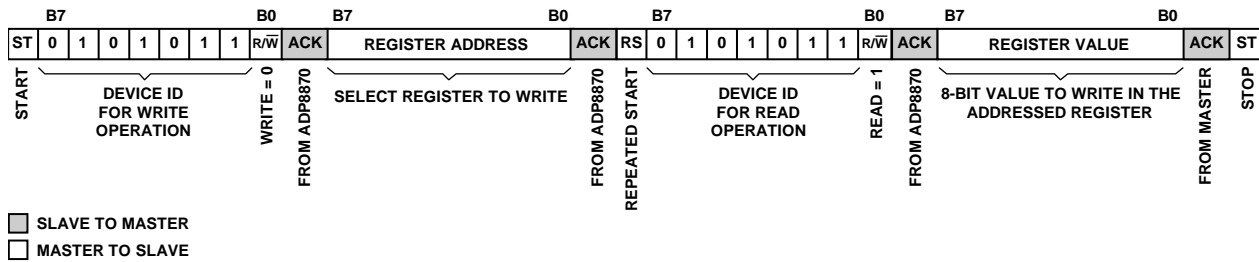 B7 B0 B7 B0 B7 B0 B7 B0
ST 0 1 0 1 0 1 1 R/W̅ ACK REGISTER ADDRESS ACK RS 0 1 0 1 0 1 1 R/W̅ ACK REGISTER VALUE ACK ST
START
DEVICE ID
FOR WRITE
OPERATION
WRITE = 0
FROM ADP8870
SELECT REGISTER TO WRITE
FROM ADP8870
REPEATED START
DEVICE ID
FOR READ
OPERATION
READ = 1
FROM ADP8870
8-BIT VALUE TO WRITE IN THE
ADDRESSED REGISTER
FROM MASTER
STOP
SLAVE TO MASTER
MASTER TO SLAVE